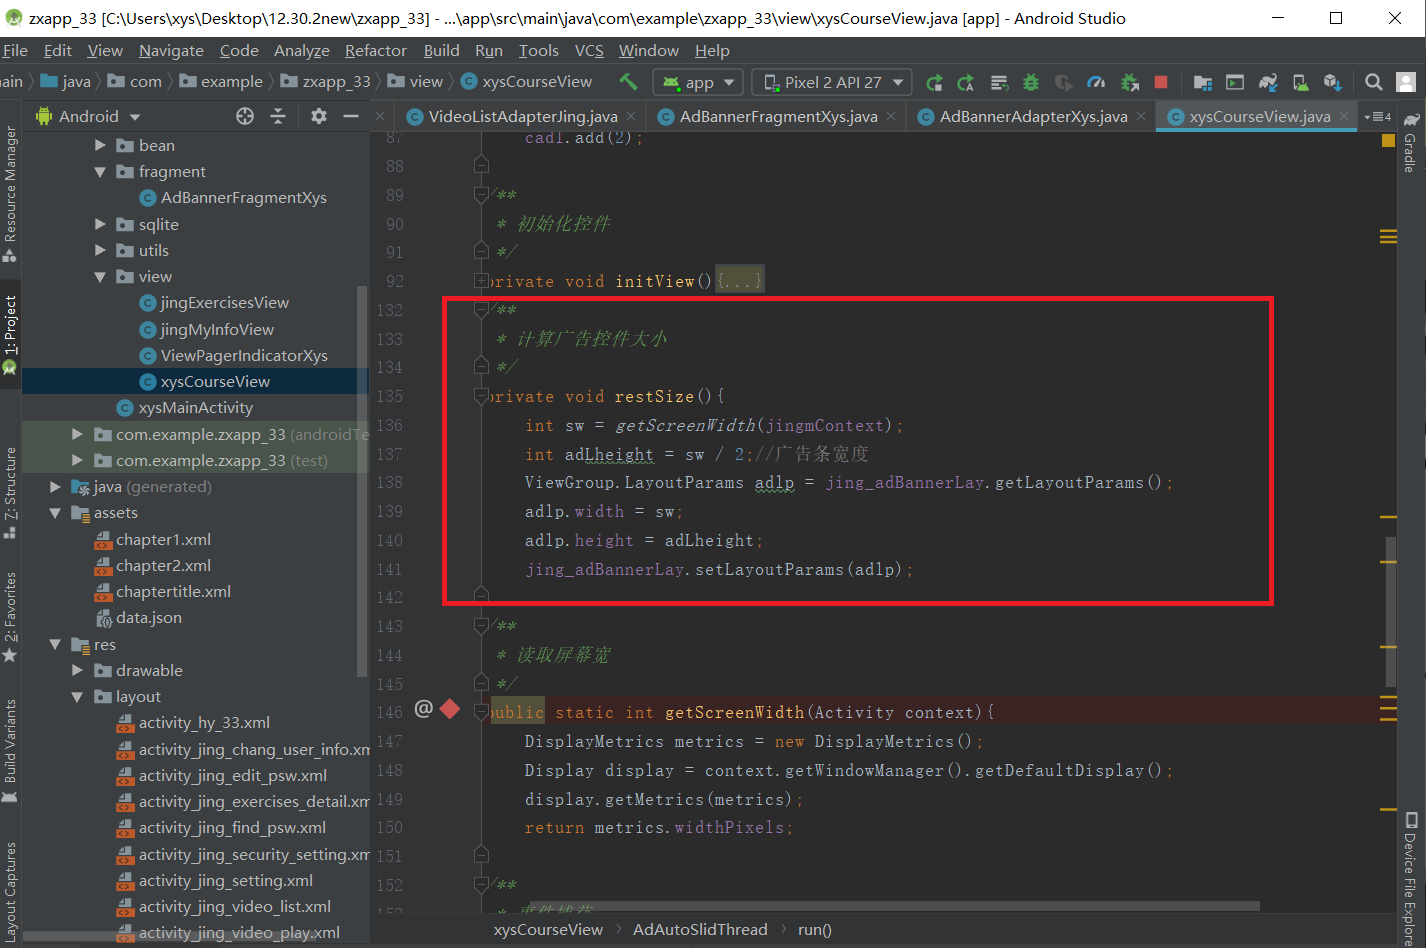 zxapp_33 [C:\Users\xys\Desktop\12.30.2new\zxapp_33] - ...\app\src\main\java\com\example\zxapp_33\view\xysCourseView.java [app] - Android Studio
File Edit View Navigate Code Analyze Refactor Build Run Tools VCS Window Help
ain java com example zxapp_33 view xysCourseView app Pixel 2 API 27
Android VideoListAdapterJing.java AdBannerFragmentXys.java AdBannerAdapterXys.java xysCourseView.java 4
Resource Manager
1: Project
7: Structure
2: Favorites
Build Variants
Layout Captures
bean
fragment
AdBannerFragmentXys
sqlite
utils
view
jingExercisesView
jingMyInfoView
ViewPagerIndicatorXys
xysCourseView
xysMainActivity
com.example.zxapp_33 (androidTe
com.example.zxapp_33 (test)
java (generated)
assets
chapter1.xml
chapter2.xml
chaptertitle.xml
data.json
res
drawable
layout
activity_hy_33.xml
activity_jing_chang_user_info.xm
activity_jing_edit_psw.xml
activity_jing_exercises_detail.xm
activity_jing_find_psw.xml
activity_jing_security_setting.xm
activity_jing_setting.xml
activity_jing_video_list.xml
activity_jing_video_play.xml
87 cadl.add(2);
88
89 /**
90 * 初始化控件
91 */
92 private void initView(){...}
132 /**
133 * 计算广告控件大小
134 */
135 private void restSize(){
136 int sw = getScreenWidth(jingmContext);
137 int adLheight = sw / 2;//广告条宽度
138 ViewGroup.LayoutParams adlp = jing_adBannerLay.getLayoutParams();
139 adlp.width = sw;
140 adlp.height = adLheight;
141 jing_adBannerLay.setLayoutParams(adlp);
142
143 /**
144 * 读取屏幕宽
145 */
146 @ public static int getScreenWidth(Activity context){
147 DisplayMetrics metrics = new DisplayMetrics();
148 Display display = context.getWindowManager().getDefaultDisplay();
149 display.getMetrics(metrics);
150 return metrics.widthPixels;
151
152 /**
xysCourseView AdAutoSlidThread run()
Gradle
Device File Explorer